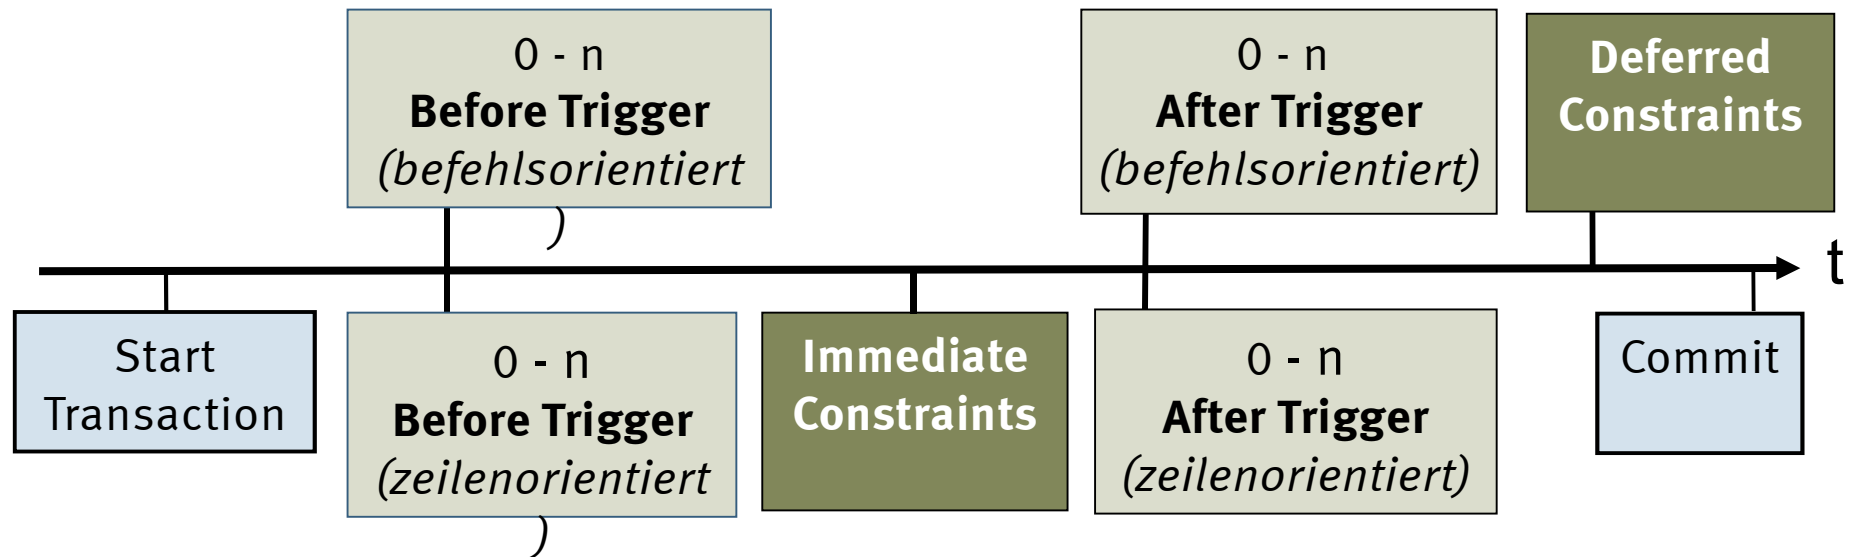 0 - n
Before Trigger
(befehlsorientiert
)
0 - n
After Trigger
(befehlsorientiert)
Deferred
Constraints
t
Start
Transaction
0 - n
Before Trigger
(zeilenorientiert
)
Immediate
Constraints
0 - n
After Trigger
(zeilenorientiert)
Commit